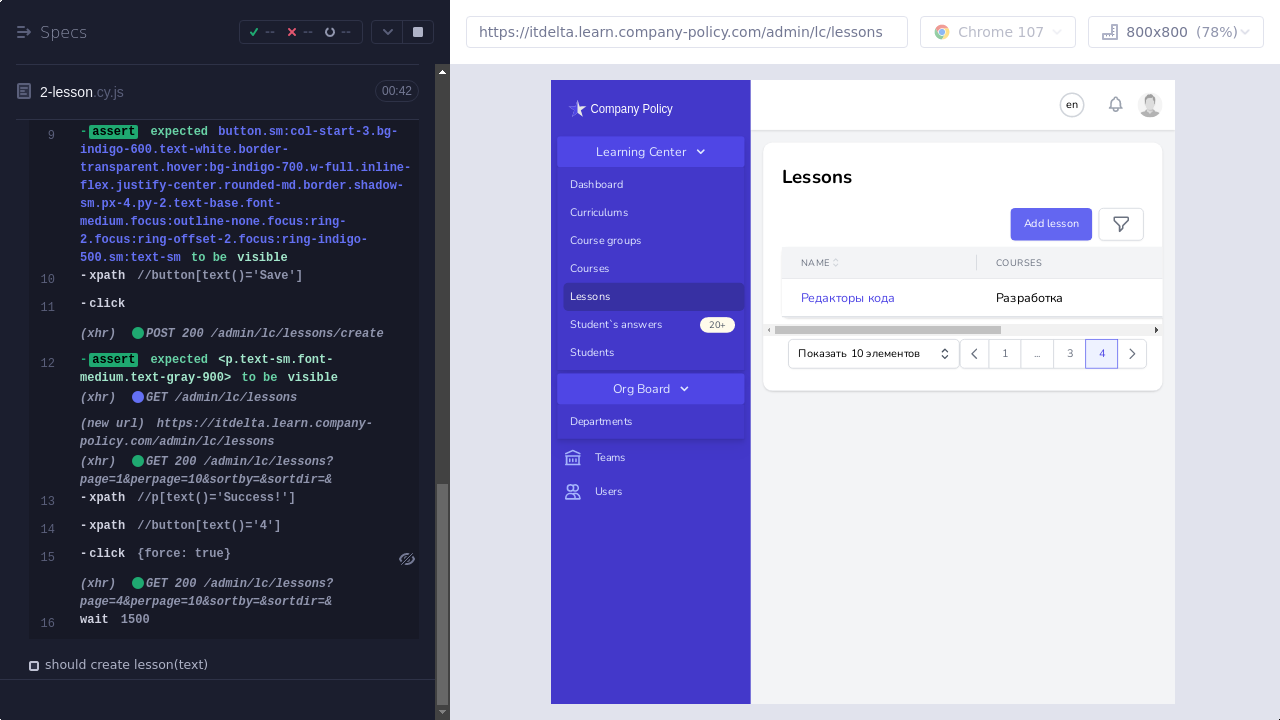 Specs
--
--
--
https://itdelta.learn.company-policy.com/admin/lc/lessons
Chrome 107
800x800 (78%)
2-lesson.cy.js
00:42
9
-assert expected button.sm:col-start-3.bg-
indigo-600.text-white.border-
transparent.hover:bg-indigo-700.w-full.inline-
flex.justify-center.rounded-md.border.shadow-
sm.px-4.py-2.text-base.font-
medium.focus:outline-none.focus:ring-
2.focus:ring-offset-2.focus:ring-indigo-
500.sm:text-sm to be visible
10 -xpath //button[text()='Save']
11 -click
(xhr) POST 200 /admin/lc/lessons/create
12 -assert expected <p.text-sm.font-
medium.text-gray-900> to be visible
(xhr) GET /admin/lc/lessons
(new url) https://itdelta.learn.company-
policy.com/admin/lc/lessons
(xhr) GET 200 /admin/lc/lessons?
page=1&perpage=10&sortby=&sortdir=&
13 -xpath //p[text()='Success!']
14 -xpath //button[text()='4']
15 -click {force: true}
(xhr) GET 200 /admin/lc/lessons?
page=4&perpage=10&sortby=&sortdir=&
16 wait 1500
should create lesson(text)
Company Policy
Learning Center
Dashboard
Curriculums
Course groups
Courses
Lessons
Student`s answers 20+
Students
Org Board
Departments
Teams
Users
en
Lessons
Add lesson
NAME COURSES
Редакторы кода Разработка
Показать 10 элементов
1 ... 3 4